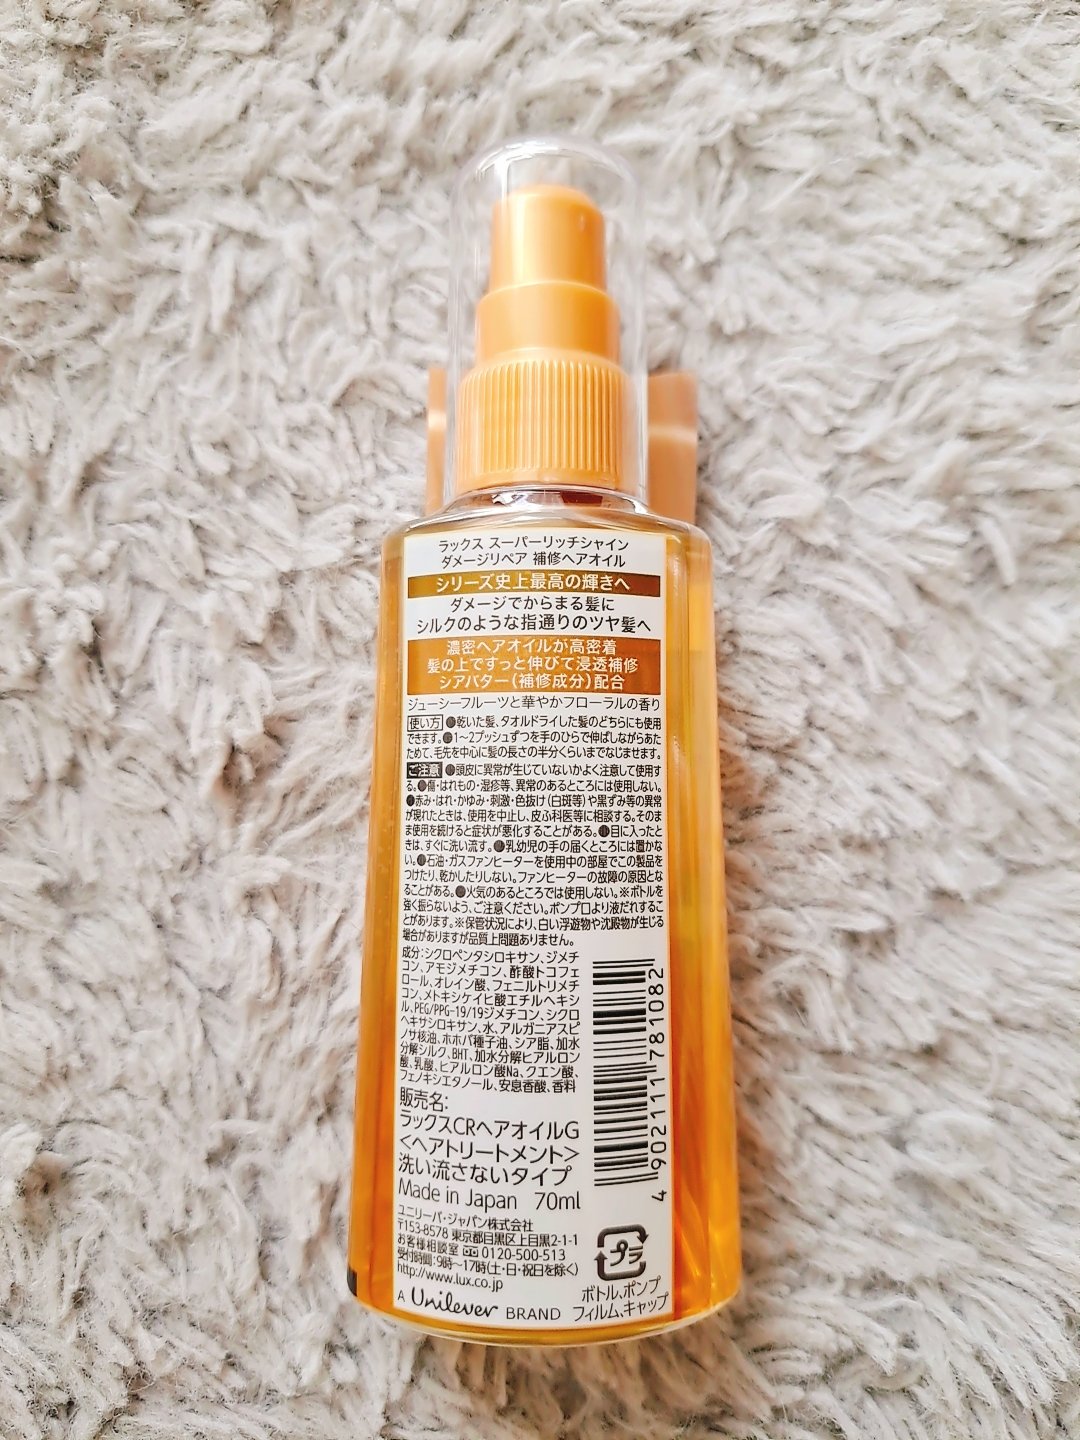 ラックス スーパーリッチシャイン
ダメージリペア 補修ヘアオイル
シリーズ史上最高の輝きへ
ダメージでからまる髪に
シルクのような指通りのツヤ髪へ
濃密ヘアオイルが高密着
髪の上ですっと伸びて浸透補修
シアバター(補修成分)配合
ジューシーフルーツと華やかフローラルの香り
使い方 ●乾いた髪、タオルドライした髪のどちらにも使用
できます。●1〜2プッシュずつを手のひらで伸ばしながらあた
ためて、毛先を中心に髪の長さの半分くらいまでなじませます。
ご注意 ●頭皮に異常が生じていないかよく注意して使用す
る。●傷・はれもの・湿疹等、異常のあるところには使用しない。
●赤み・はれ・かゆみ・刺激・色抜け(白斑等)や黒ずみ等の異常
が現れたときは、使用を中止し、皮ふ科医等に相談する。そのま
ま使用を続けると症状が悪化することがある。●目に入ったと
きは、すぐに洗い流す。●乳幼児の手の届くところには置かな
い。●石油・ガスファンヒーターを使用中の部屋でこの製品を
つけたり、乾かしたりしない。ファンヒーターの故障の原因とな
ることがある。●火気のあるところでは使用しない。※ボトルを
強く振らないよう、ご注意ください。ポンプ口より液だれするこ
とがあります。※保管状況により、白い浮遊物や沈殿物が生じる
場合がありますが品質上問題ありません。
成分:シクロペンタシロキサン、ジメチ
コン、アモジメチコン、酢酸トコフェ
ロール、オレイン酸、フェニルトリメチ
コン、メトキシケイヒ酸エチルヘキシ
ル、PEG/PPG-19/19ジメチコン、シクロ
ヘキサシロキサン、水、アルガニアスピ
ノサ核油、ホホバ種子油、シア脂、加水
分解シルク、BHT、加水分解ヒアルロン
酸、乳酸、ヒアルロン酸Na、クエン酸、
フェノキシエタノール、安息香酸、香料
販売名:
ラックスCRヘアオイルG
<ヘアトリートメント>
洗い流さないタイプ
Made in Japan 70ml
ユニリーバ・ジャパン株式会社
〒153-8578 東京都目黒区上目黒2-1-1
お客様相談室 0120-500-513
受付時間:9時〜17時(土・日・祝日を除く)
http://www.lux.co.jp
A Unilever BRAND
4 902111 781082
プラ
ボトル、ポンプ
フィルム、キャップ